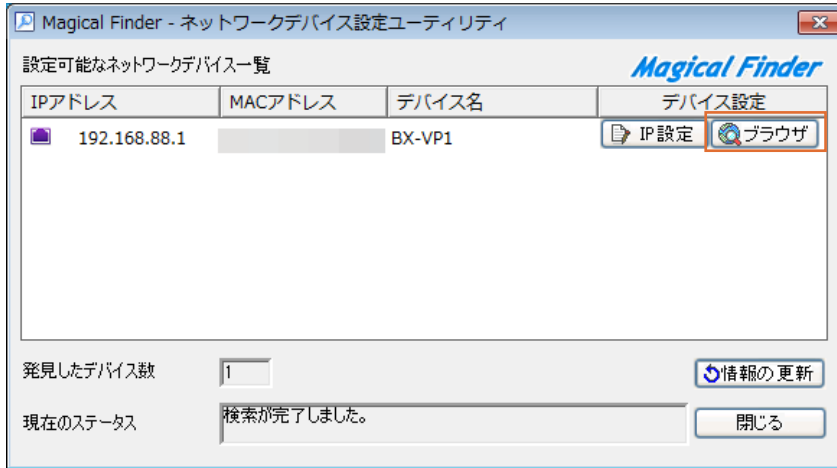 Magical Finder - ネットワークデバイス設定ユーティリティ
設定可能なネットワークデバイス一覧
Magical Finder
IPアドレス MACアドレス デバイス名 デバイス設定
192.168.88.1 BX-VP1 IP設定 ブラウザ
発見したデバイス数 1 情報の更新
現在のステータス 検索が完了しました。 閉じる